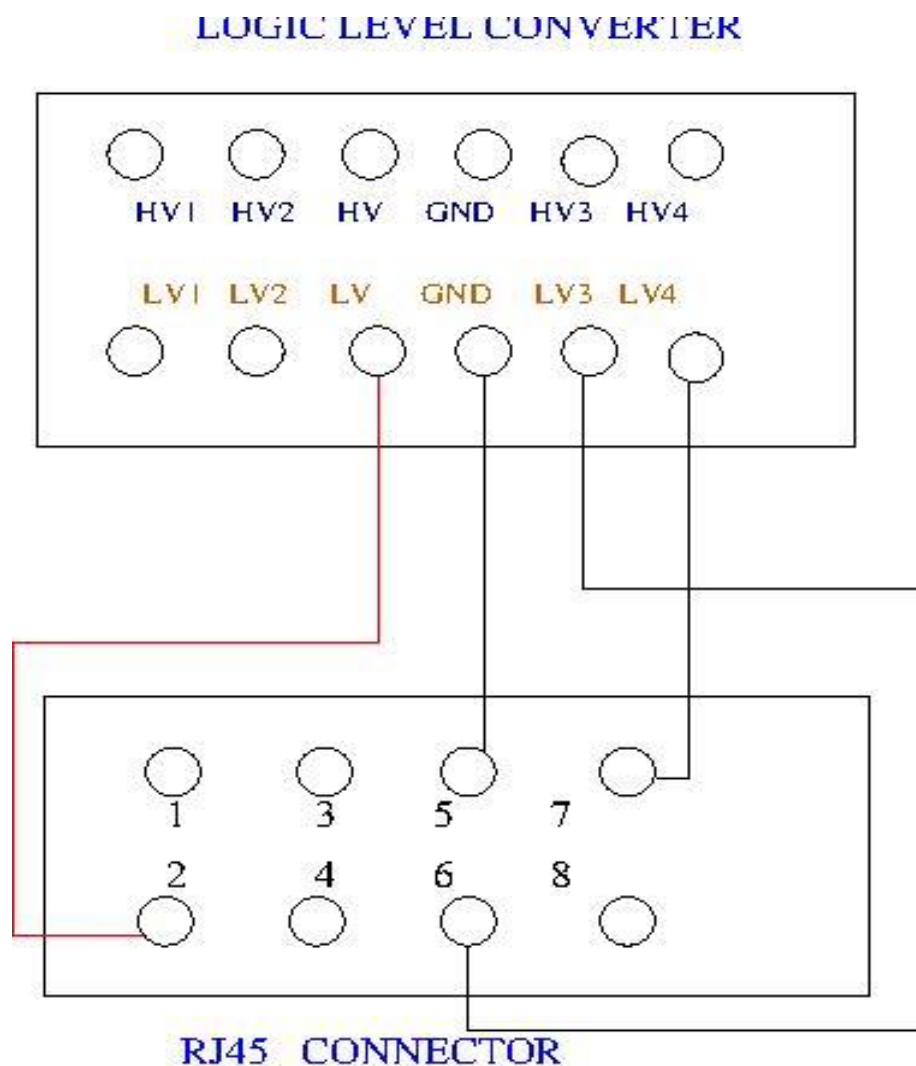 LOGIC LEVEL CONVERTER
HV1 HV2 HV GND HV3 HV4
LV1 LV2 LV GND LV3 LV4
1 3 5 7
2 4 6 8
RJ45 CONNECTOR